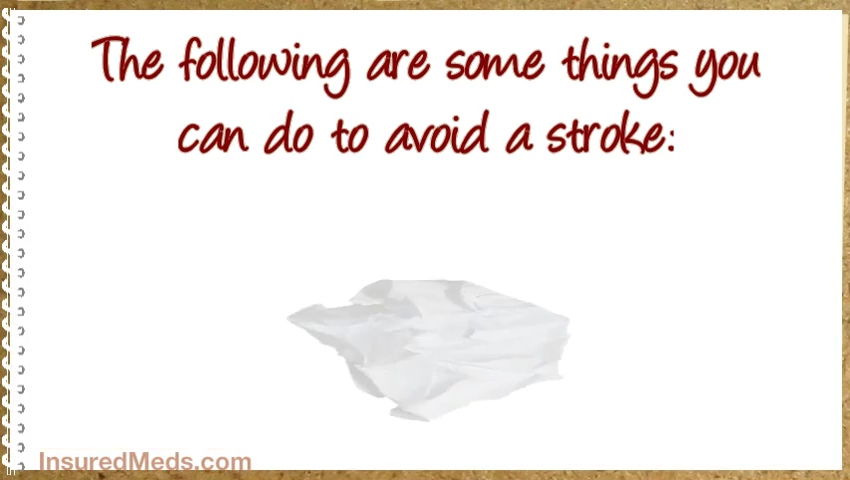 The following are some things you
can do to avoid a stroke:
InsuredMeds.com